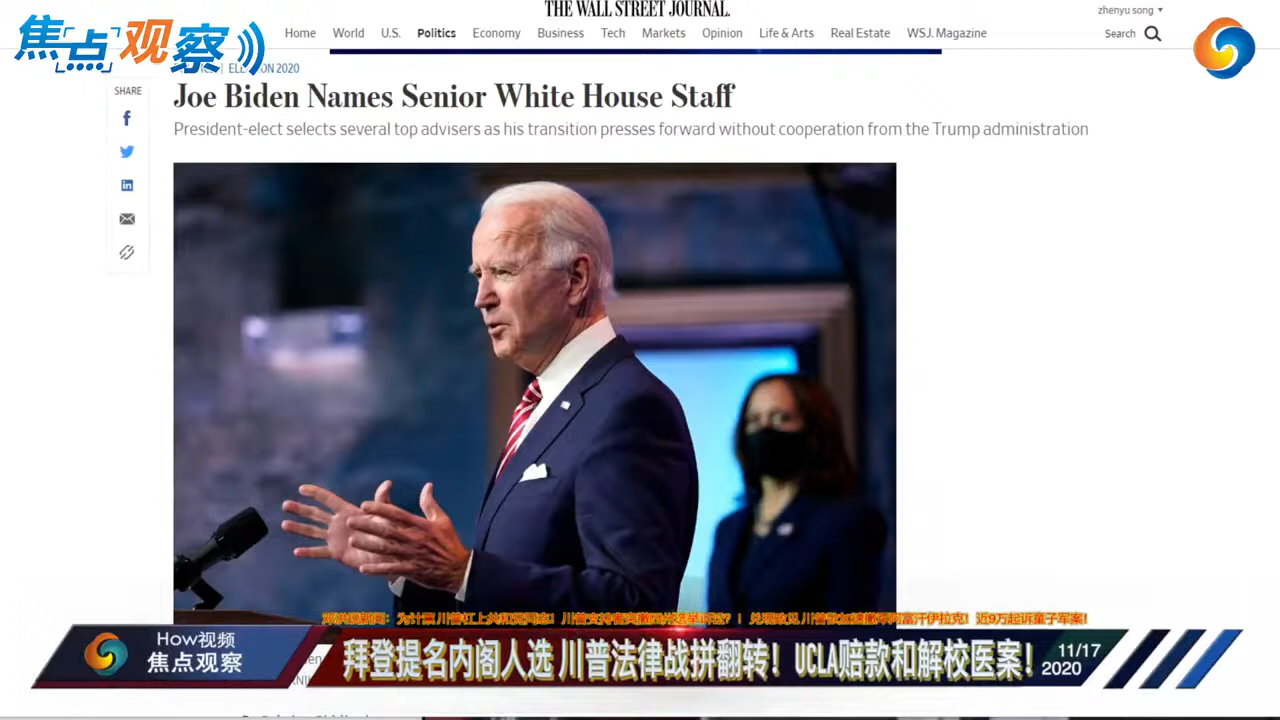 THE WALL STREET JOURNAL.
zhenyu song
焦点观察
Home World U.S. Politics Economy Business Tech Markets Opinion Life & Arts Real Estate WSJ. Magazine
Search
ELECTION 2020
SHARE
Joe Biden Names Senior White House Staff
President-elect selects several top advisers as his transition presses forward without cooperation from the Trump administration
How视频
焦点观察
拜登提名内阁人选 川普法律战拼翻转! UCLA赔款和解校医案!
11/17
2020